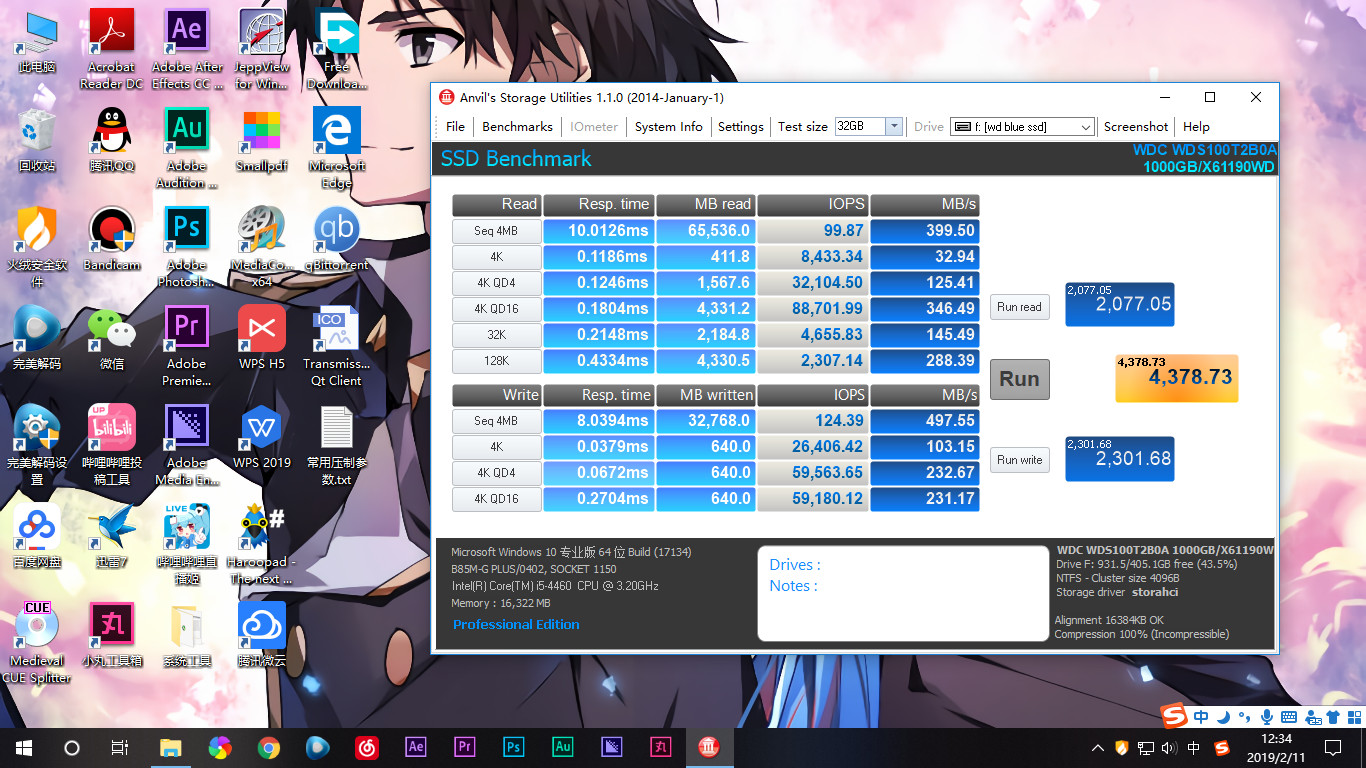 此电脑
Acrobat
Reader DC
Adobe After
Effects CC ...
JeppView
for Win...
Free
Downloa...
回收站
腾讯QQ
Adobe
Audition ...
Smallpdf
Microsoft
Edge
火绒安全软
件
Bandicam
Adobe
Photosh...
MediaCo...
x64
qBittorrent
完美解码
微信
Adobe
Premie...
WPS H5
Transmiss...
Qt Client
完美解码设
置
哔哩哔哩投
稿工具
Adobe
Media En...
WPS 2019
常用压制参
数.txt
百度网盘
迅雷7
哔哩哔哩直
播姬
Haroopad -
The next ...
Medieval
CUE Splitter
小丸工具箱
系统工具
腾讯微云
Anvil's Storage Utilities 1.1.0 (2014-January-1)
File Benchmarks IOmeter System Info Settings Test size 32GB Drive f: [wd blue ssd] Screenshot Help
SSD Benchmark
WDC WDS100T2B0A
1000GB/X61190WD
Read Resp. time MB read IOPS MB/s
Seq 4MB 10.0126ms 65,536.0 99.87 399.50
4K 0.1186ms 411.8 8,433.34 32.94
4K QD4 0.1246ms 1,567.6 32,104.50 125.41
4K QD16 0.1804ms 4,331.2 88,701.99 346.49
32K 0.2148ms 2,184.8 4,655.83 145.49
128K 0.4334ms 4,330.5 2,307.14 288.39
Run read
2,077.05
2,077.05
Run
4,378.73
4,378.73
Write Resp. time MB written IOPS MB/s
Seq 4MB 8.0394ms 32,768.0 124.39 497.55
4K 0.0379ms 640.0 26,406.42 103.15
4K QD4 0.0672ms 640.0 59,563.65 232.67
4K QD16 0.2704ms 640.0 59,180.12 231.17
Run write
2,301.68
2,301.68
Microsoft Windows 10 专业版 64 位 Build (17134)
B85M-G PLUS/0402, SOCKET 1150
Intel(R) Core(TM) i5-4460 CPU @ 3.20GHz
Memory : 16,322 MB
Professional Edition
Drives :
Notes :
WDC WDS100T2B0A 1000GB/X61190W
Drive F: 931.5/405.1GB free (43.5%)
NTFS - Cluster size 4096B
Storage driver storahci
Alignment 16384KB OK
Compression 100% (Incompressible)
中
中
12:34
2019/2/11